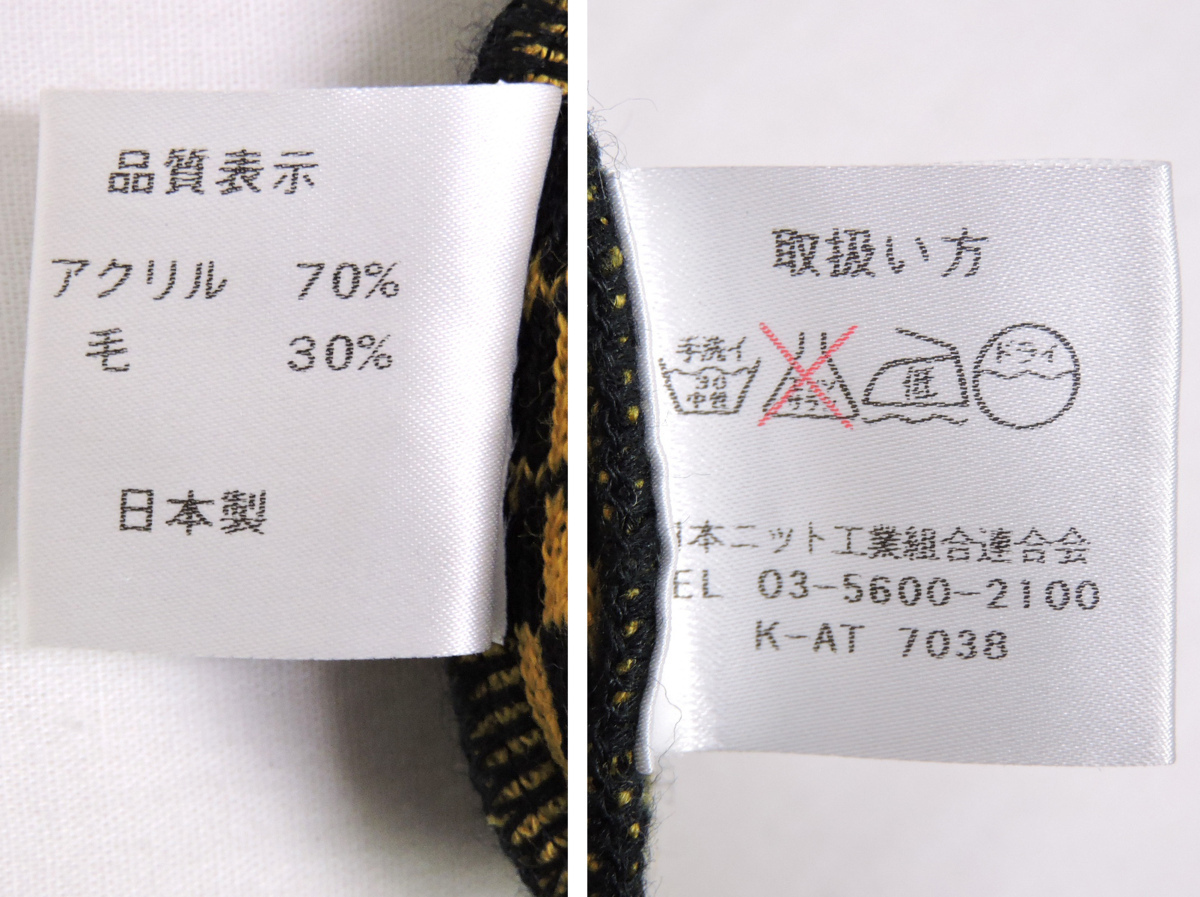 品質表示
アクリル 70%
毛 30%
日本製
取扱い方
手洗イ
30
中性
低
ドライ
本ニット工業組合連合会
EL 03-5600-2100
K-AT 7038